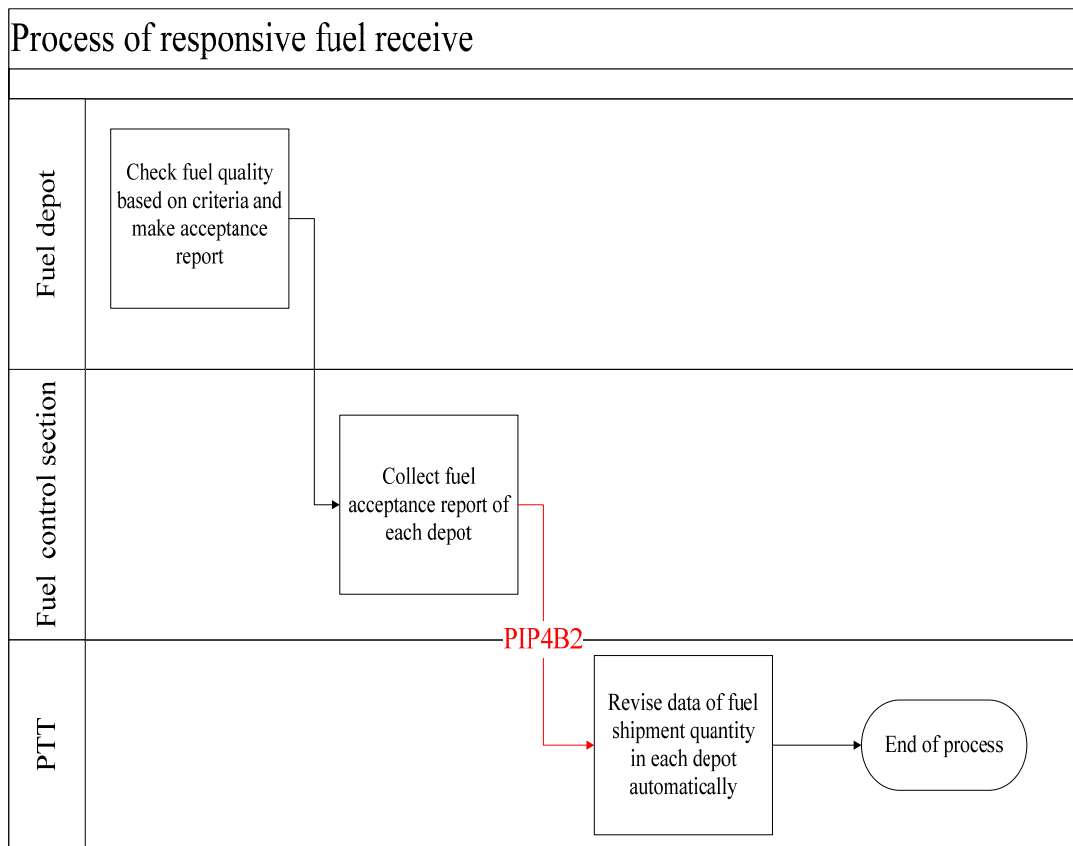 Process of responsive fuel receive
Fuel depot
Check fuel quality
based on criteria and
make acceptance
report
Fuel control section
Collect fuel
acceptance report of
each depot
PIP4B2
PTT
Revise data of fuel
shipment quantity
in each depot
automatically
End of process